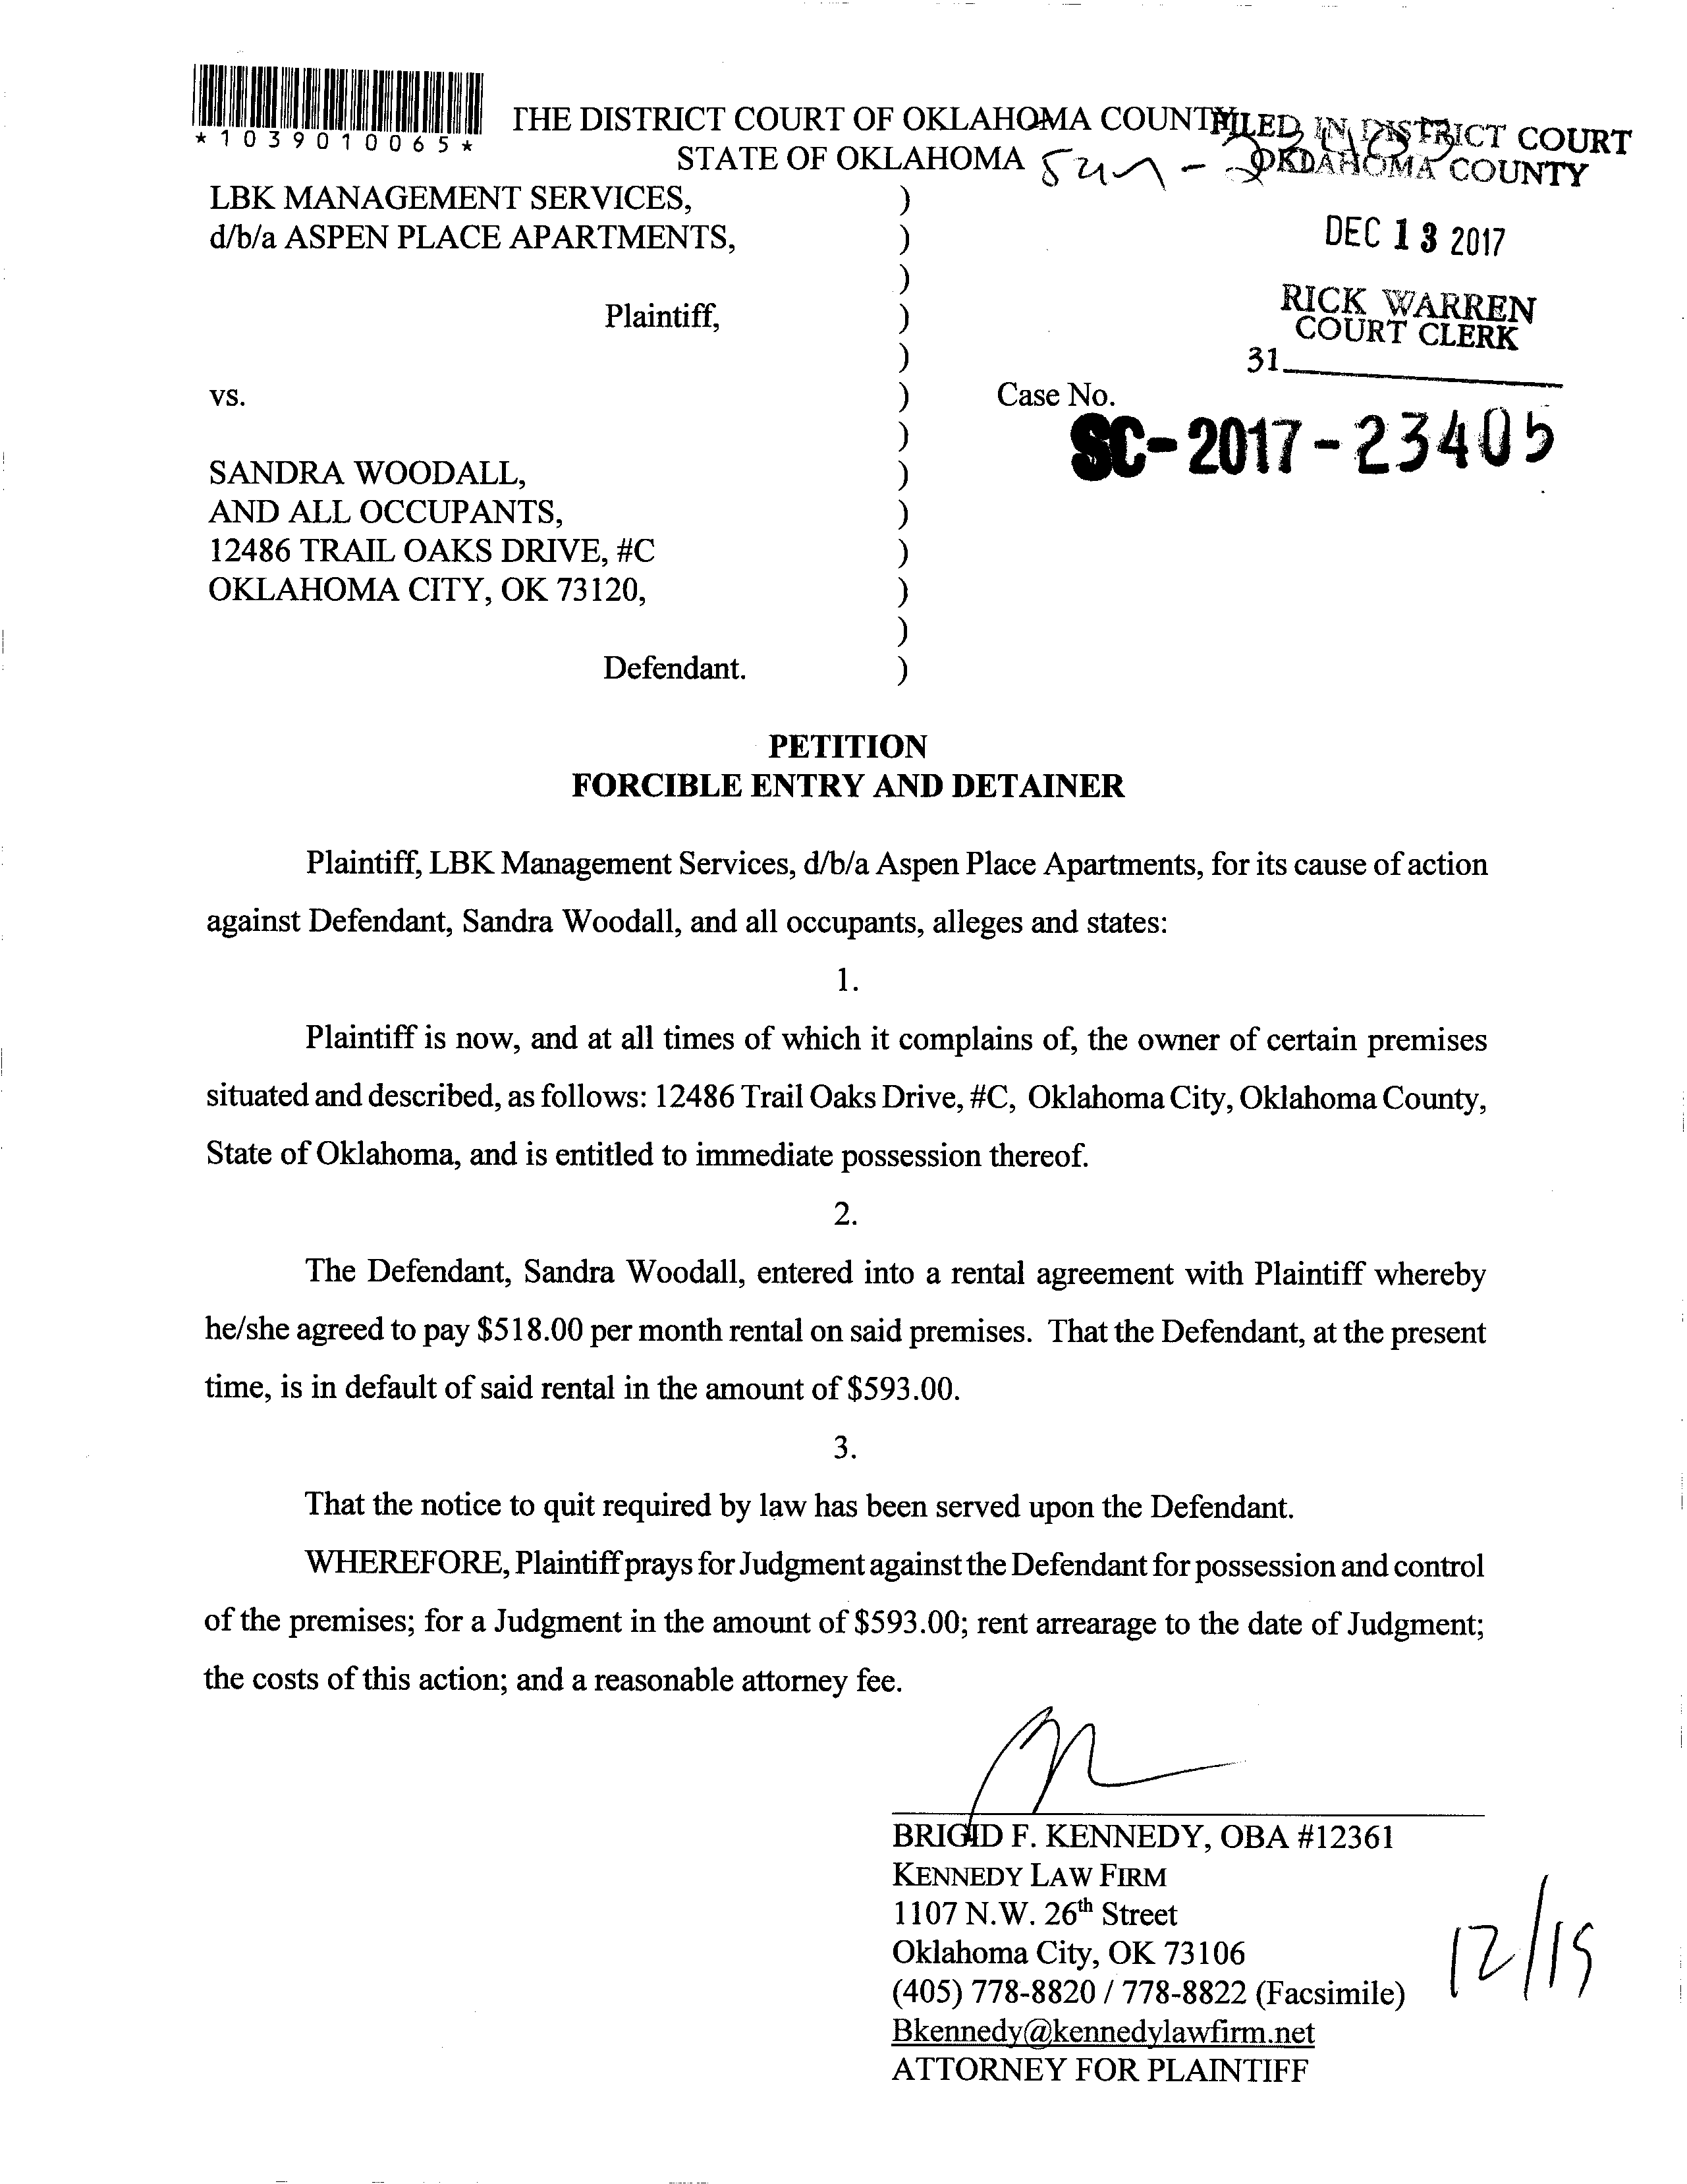 *1039010065*
THE DISTRICT COURT OF OKLAHOMA COUNTY
STATE OF OKLAHOMA
FILED IN DISTRICT COURT
OKLAHOMA COUNTY
LBK MANAGEMENT SERVICES, )
d/b/a ASPEN PLACE APARTMENTS, )
DEC 13 2017
)
Plaintiff, )
RICK WARREN
COURT CLERK
)
31
vs. ) Case No.
)
SC-2017-23405
SANDRA WOODALL, )
AND ALL OCCUPANTS, )
12486 TRAIL OAKS DRIVE, #C )
OKLAHOMA CITY, OK 73120, )
)
Defendant. )
PETITION
FORCIBLE ENTRY AND DETAINER
Plaintiff, LBK Management Services, d/b/a Aspen Place Apartments, for its cause of action
against Defendant, Sandra Woodall, and all occupants, alleges and states:
1.
Plaintiff is now, and at all times of which it complains of, the owner of certain premises
situated and described, as follows: 12486 Trail Oaks Drive, #C, Oklahoma City, Oklahoma County,
State of Oklahoma, and is entitled to immediate possession thereof.
2.
The Defendant, Sandra Woodall, entered into a rental agreement with Plaintiff whereby
he/she agreed to pay $518.00 per month rental on said premises. That the Defendant, at the present
time, is in default of said rental in the amount of $593.00.
3.
That the notice to quit required by law has been served upon the Defendant.
WHEREFORE, Plaintiff prays for Judgment against the Defendant for possession and control
of the premises; for a Judgment in the amount of $593.00; rent arrearage to the date of Judgment;
the costs of this action; and a reasonable attorney fee.
BRIGID F. KENNEDY, OBA #12361
KENNEDY LAW FIRM
1107 N.W. 26th Street
Oklahoma City, OK 73106
(405) 778-8820 / 778-8822 (Facsimile)
Bkennedy@kennedylawfirm.net
ATTORNEY FOR PLAINTIFF